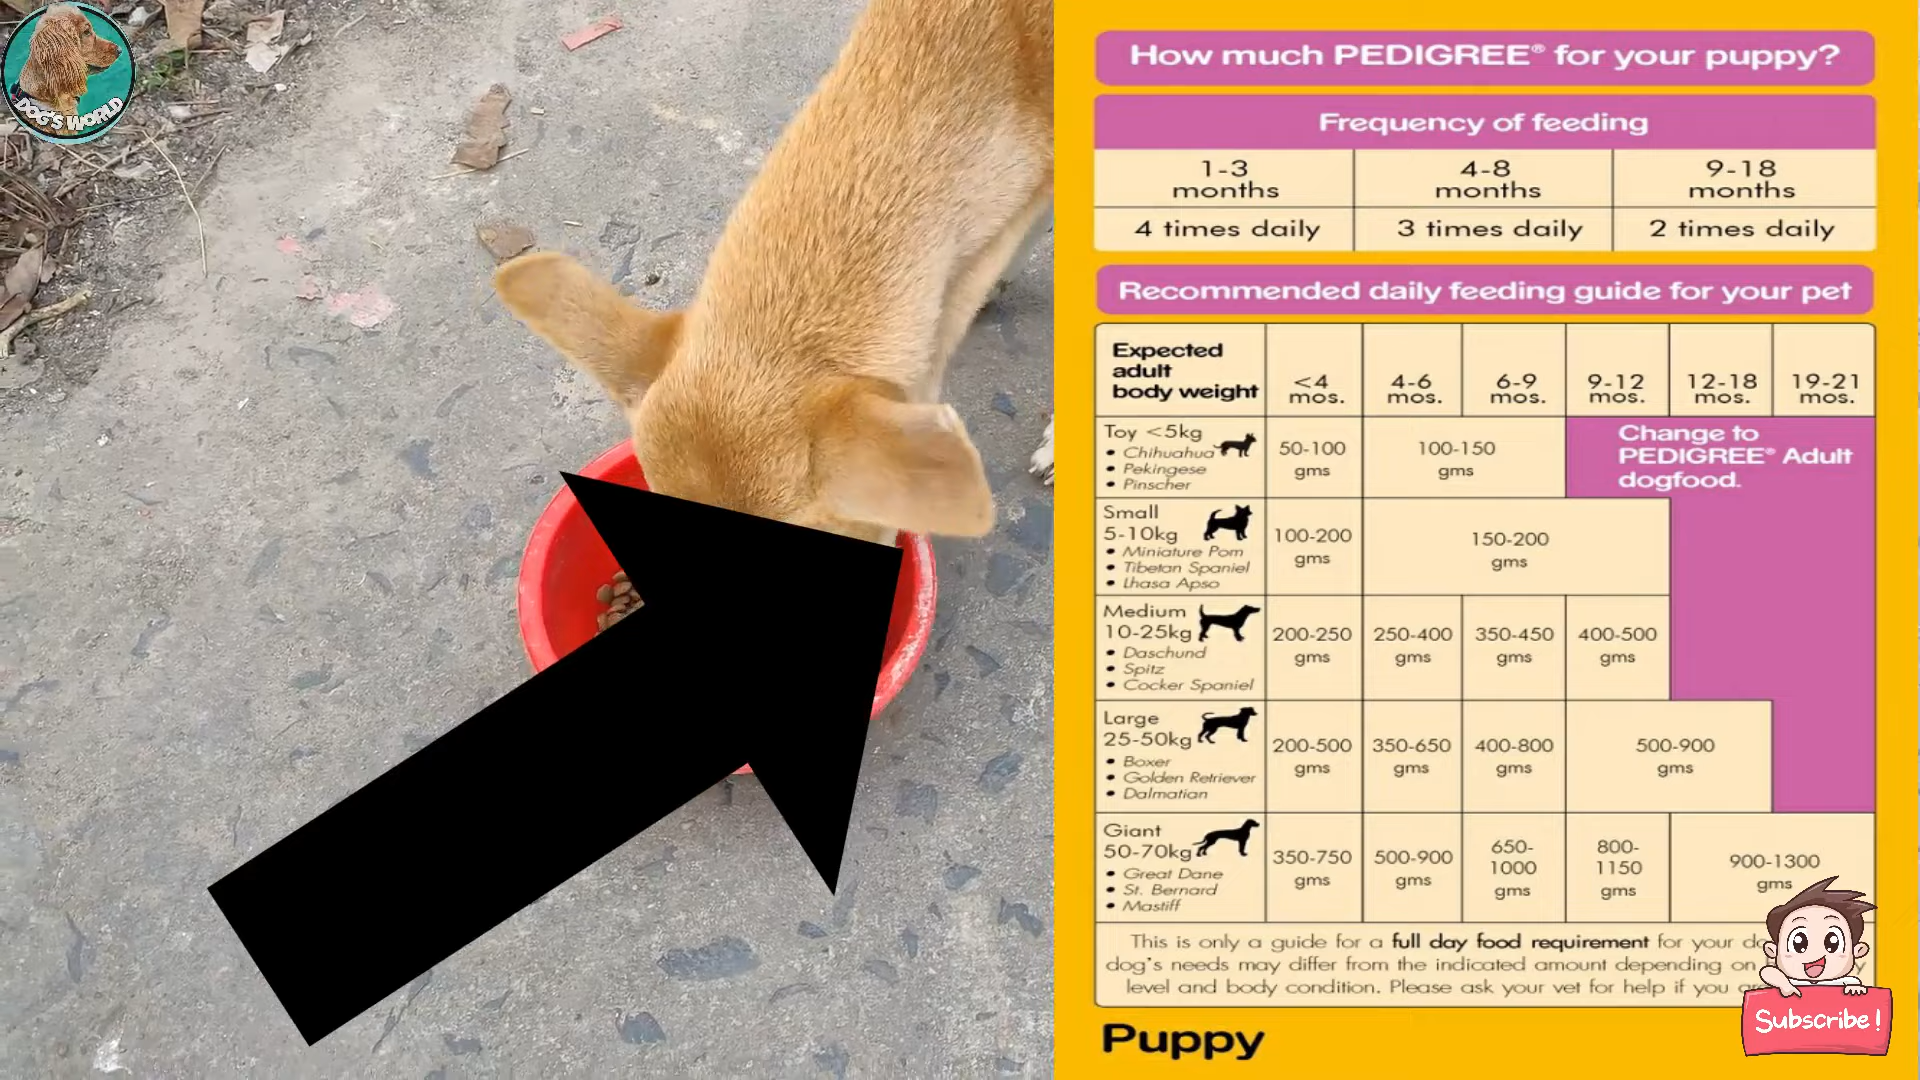 DOG'S WORLD
How much PEDIGREE® for your puppy?
Frequency of feeding
1-3 months
4-8 months
9-18 months
4 times daily
3 times daily
2 times daily
Recommended daily feeding guide for your pet
Expected adult body weight
<4 mos.
4-6 mos.
6-9 mos.
9-12 mos.
12-18 mos.
19-21 mos.
Toy <5kg
• Chihuahua
• Pekingese
• Pinscher
50-100 gms
100-150 gms
Change to
PEDIGREE® Adult
dogfood.
Small
5-10kg
• Miniature Pom
• Tibetan Spaniel
• Lhasa Apso
100-200 gms
150-200 gms
Medium
10-25kg
• Daschund
• Spitz
• Cocker Spaniel
200-250 gms
250-400 gms
350-450 gms
400-500 gms
Large
25-50kg
• Boxer
• Golden Retriever
• Dalmatian
200-500 gms
350-650 gms
400-800 gms
500-900 gms
Giant
50-70kg
• Great Dane
• St. Bernard
• Mastiff
350-750 gms
500-900 gms
650-1000 gms
800-1150 gms
900-1300 gms
This is only a guide for a full day food requirement for your
dog's needs may differ from the indicated amount depending on
level and body condition. Please ask your vet for help if you
Subscribe!
Puppy